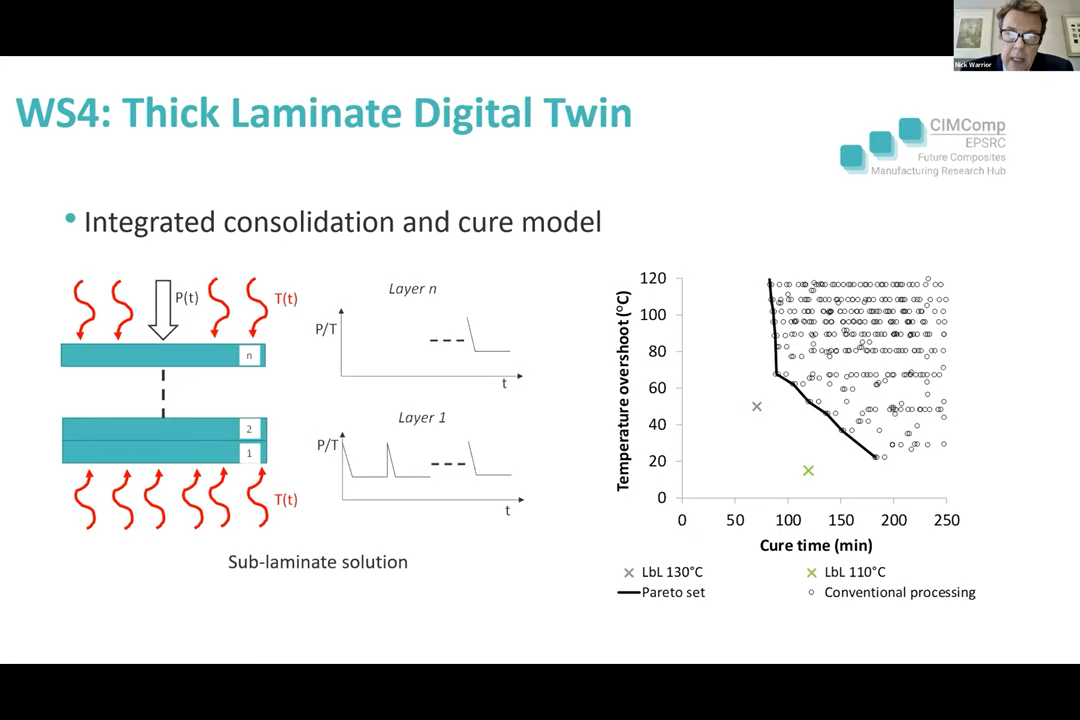 Nick Warrior
WS4: Thick Laminate Digital Twin
CIMComp
EPSRC
Future Composites
Manufacturing Research Hub
• Integrated consolidation and cure model
P(t)
T(t)
n
2
1
T(t)
Layer n
P/T
t
Layer 1
P/T
t
Sub-laminate solution
Temperature overshoot (°C)
120
100
80
60
40
20
0
0 50 100 150 200 250
Cure time (min)
LbL 130°C
LbL 110°C
Pareto set
Conventional processing